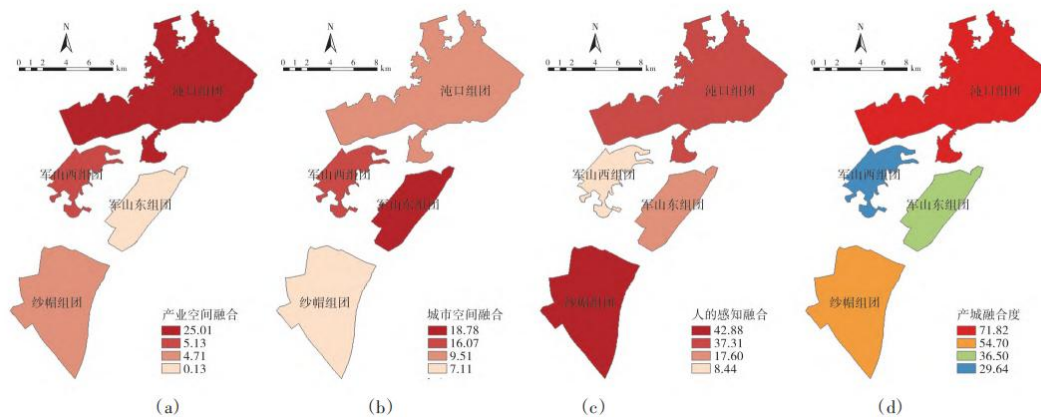 N
0 1 2 4 6 8
km
沌口组团
军山西组团
军山东组团
纱帽组团
产业空间融合
25.01
5.13
4.71
0.13
(a)
N
0 1 2 4 6 8
km
沌口组团
军山西组团
军山东组团
纱帽组团
城市空间融合
18.78
16.07
9.51
7.11
(b)
N
0 1 2 4 6 8
km
沌口组团
军山西组团
军山东组团
纱帽组团
人的感知融合
42.88
37.31
17.60
8.44
(c)
N
0 1 2 4 6 8
km
沌口组团
军山西组团
军山东组团
纱帽组团
产城融合度
71.82
54.70
36.50
29.64
(d)